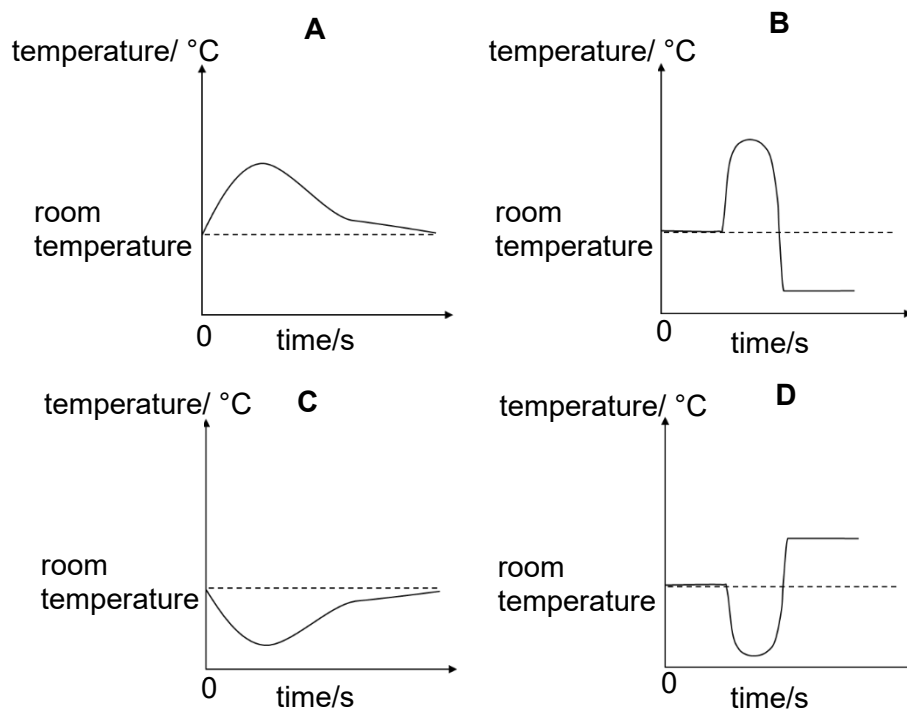 A
temperature/ °C
room
temperature
0
time/s
B
temperature/ °C
room
temperature
0
time/s
C
temperature/ °C
room
temperature
0
time/s
D
temperature/ °C
room
temperature
0
time/s